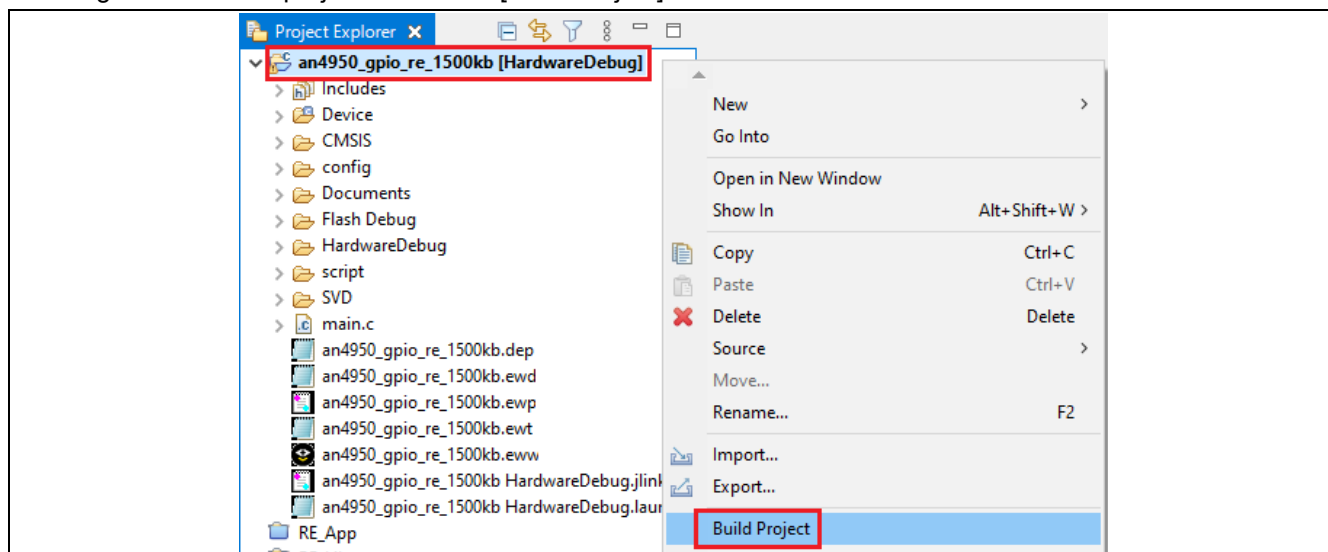 Project Explorer
an4950_gpio_re_1500kb [HardwareDebug]
Includes
Device
CMSIS
config
Documents
Flash Debug
HardwareDebug
script
SVD
main.c
an4950_gpio_re_1500kb.dep
an4950_gpio_re_1500kb.ewd
an4950_gpio_re_1500kb.ewp
an4950_gpio_re_1500kb.ewt
an4950_gpio_re_1500kb.eww
an4950_gpio_re_1500kb HardwareDebug.jlink
an4950_gpio_re_1500kb HardwareDebug.laun
RE_App
New >
Go Into
Open in New Window
Show In Alt+Shift+W >
Copy Ctrl+C
Paste Ctrl+V
Delete Delete
Source >
Move...
Rename... F2
Import...
Export...
Build Project